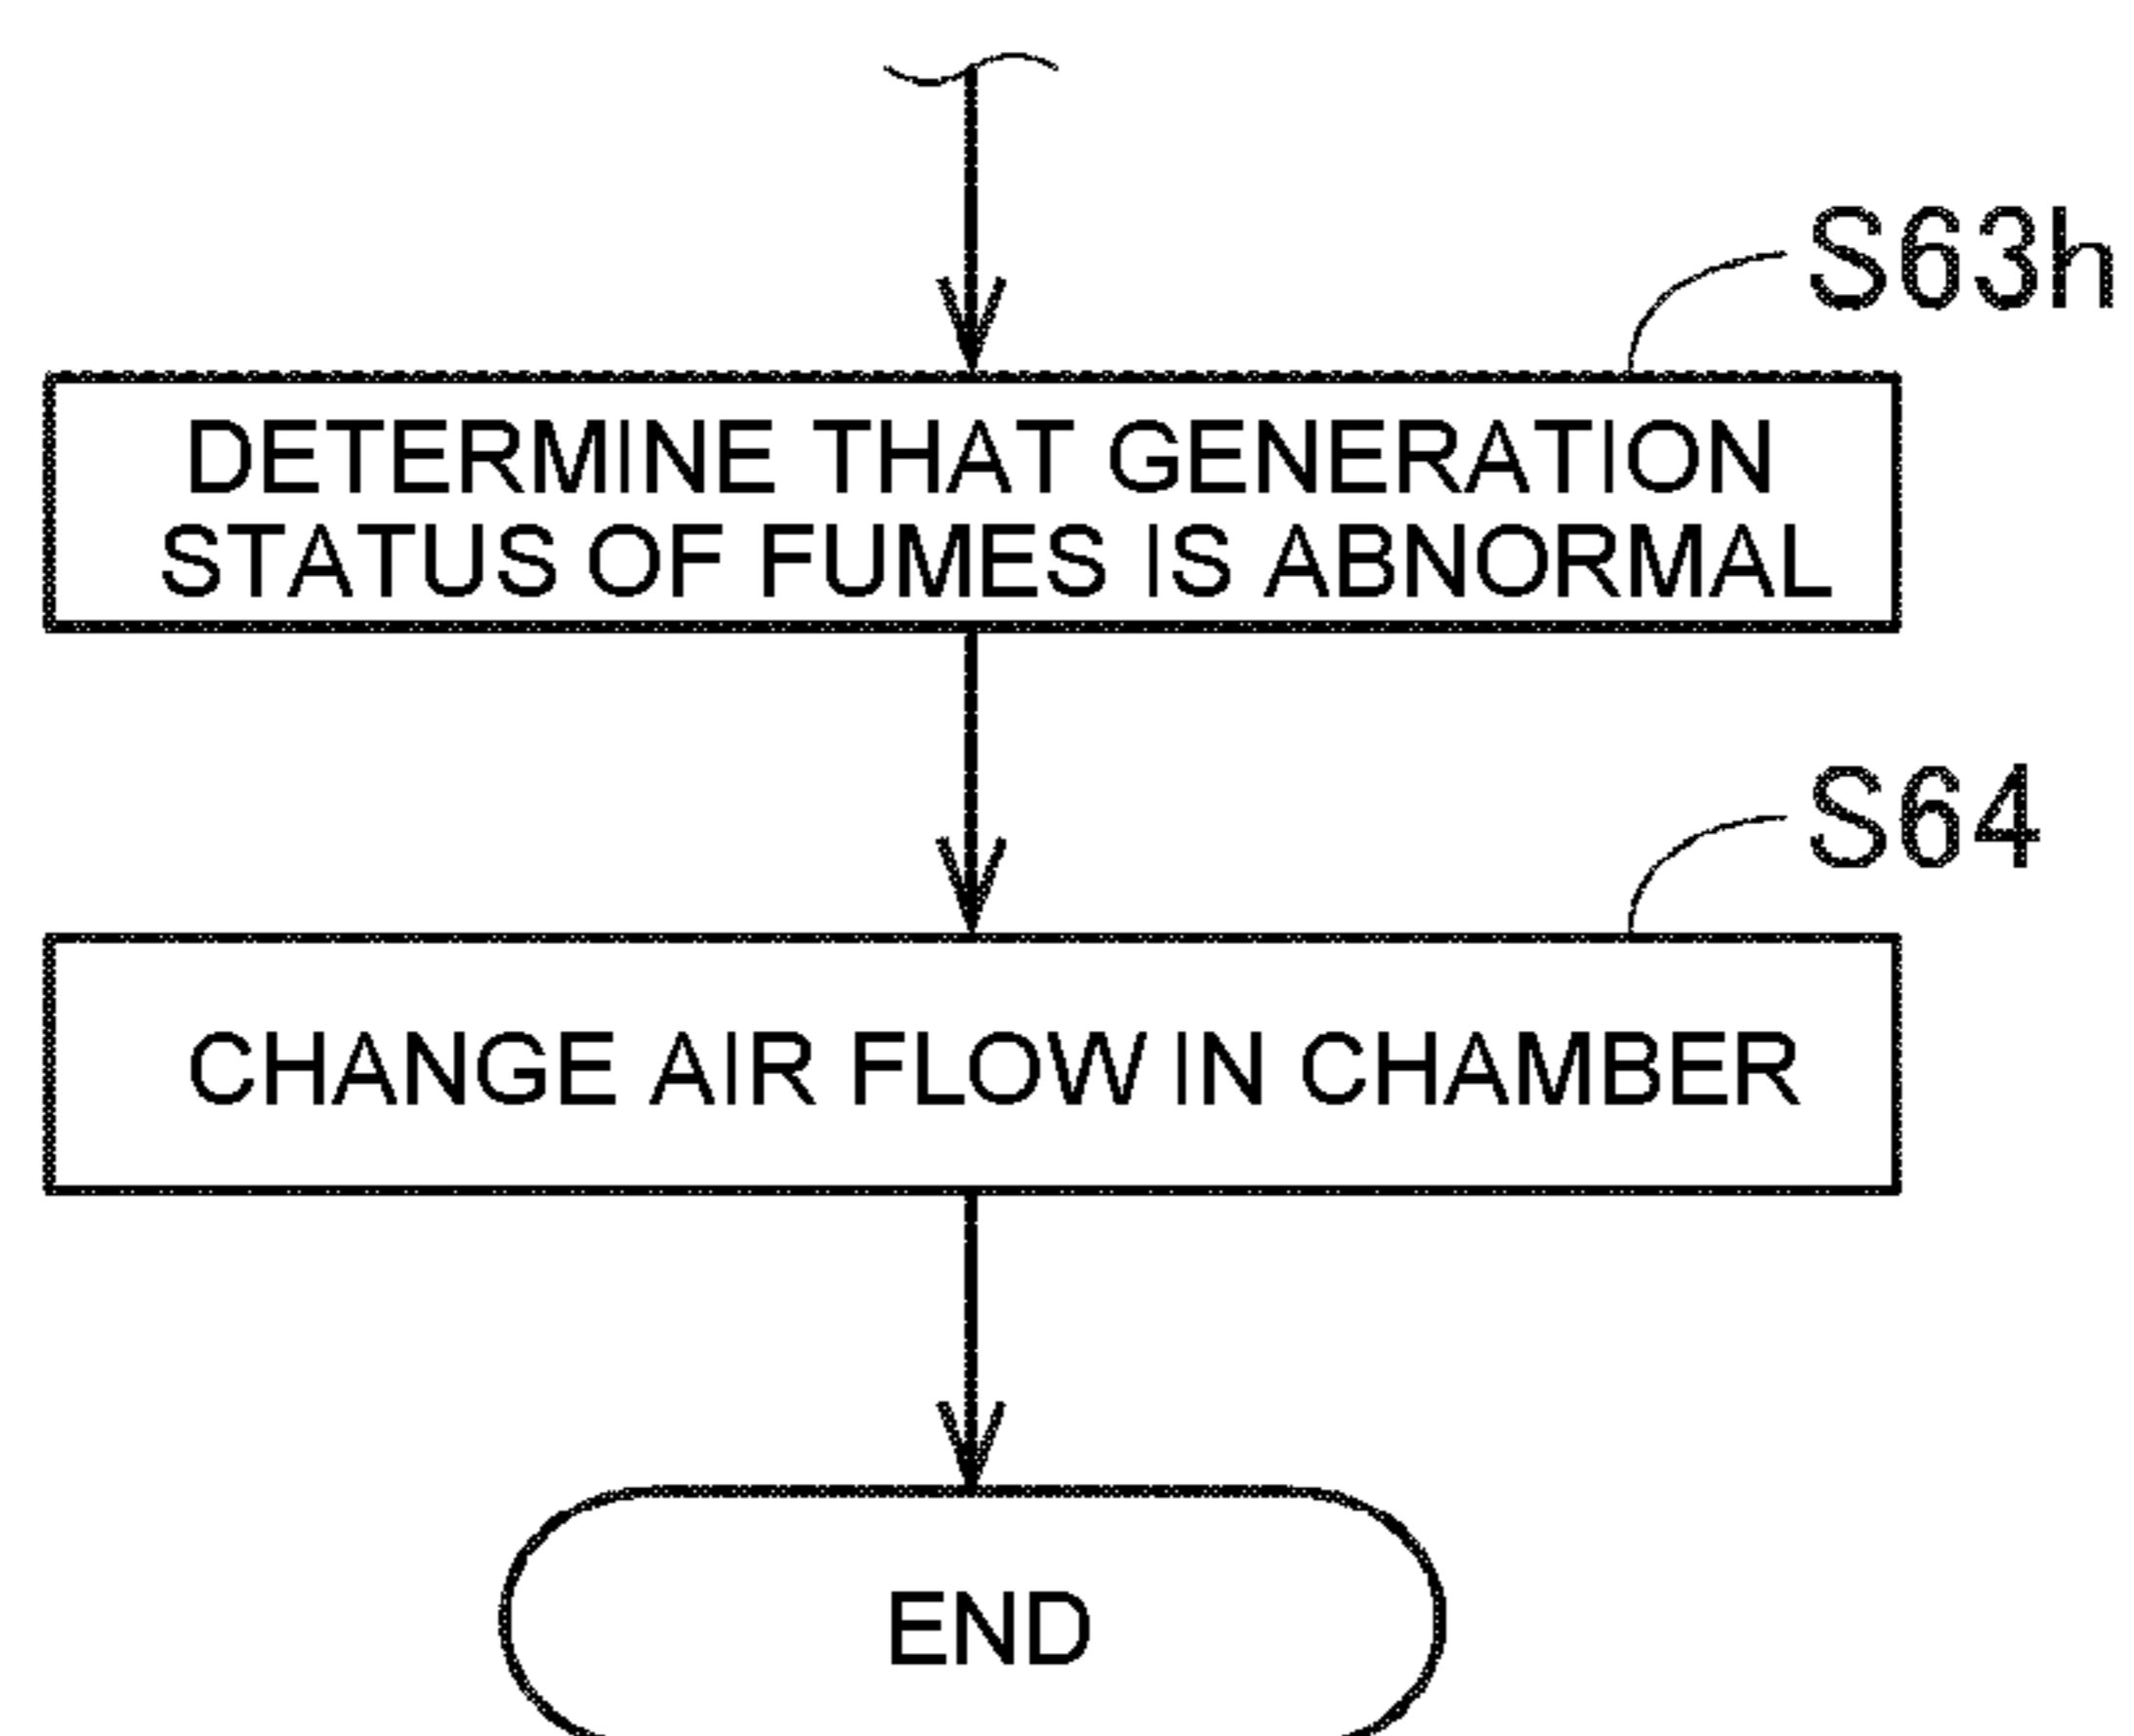 S63h
DETERMINE THAT GENERATION
STATUS OF FUMES IS ABNORMAL
S64
CHANGE AIR FLOW IN CHAMBER
END